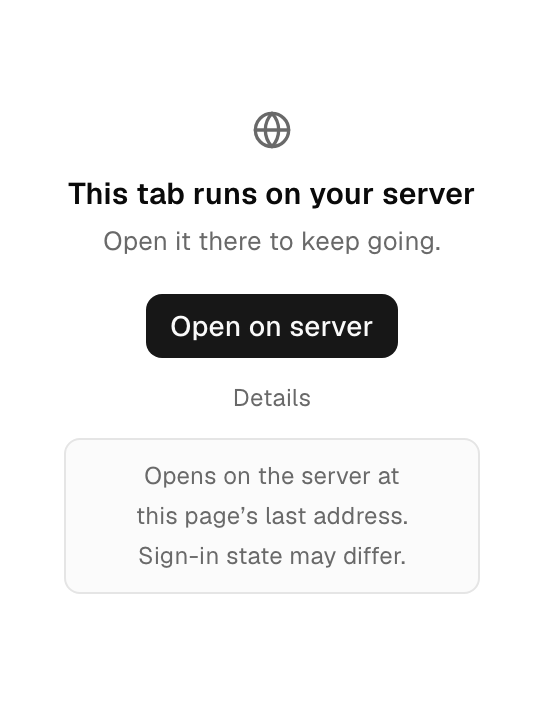 This tab runs on your server
Open it there to keep going.
Open on server
Details
Opens on the server at
this page’s last address.
Sign-in state may differ.